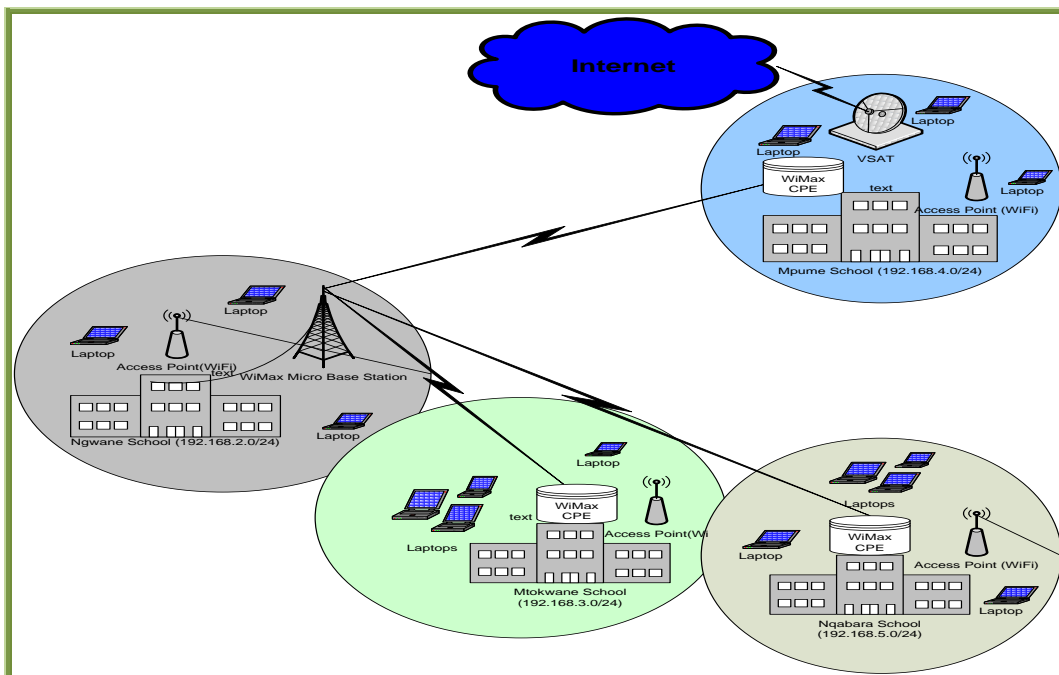 Internet
Laptop
Laptop
VSAT
WiMax
CPE
text
Laptop
Access Point (WiFi)
Mpume School (192.168.4.0/24)
Laptop
Laptop
Access Point(WiFi)
text
WiMax Micro Base Station
Laptop
Ngwane School (192.168.2.0/24)
Laptop
Laptops
text
WiMax
CPE
Access Point(Wi
Mtokwane School
(192.168.3.0/24)
Laptops
WiMax
CPE
Laptop
Access Point (WiFi)
Laptop
Nqabara School
(192.168.5.0/24)